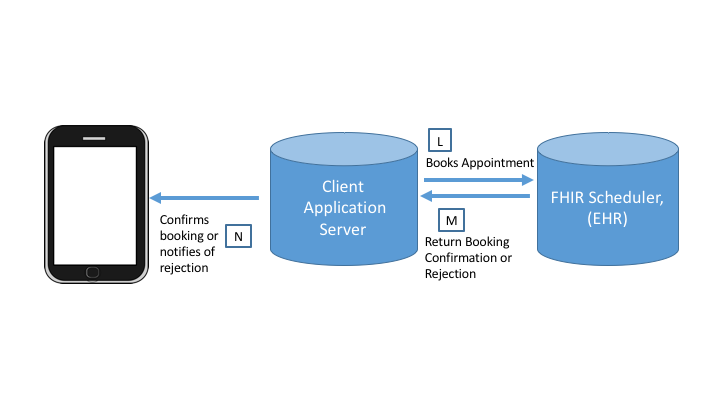 L
Books Appointment
Client
Application
Server
FHIR Scheduler,
(EHR)
M
Return Booking
Confirmation or
Rejection
Confirms
booking or
notifies of
rejection
N